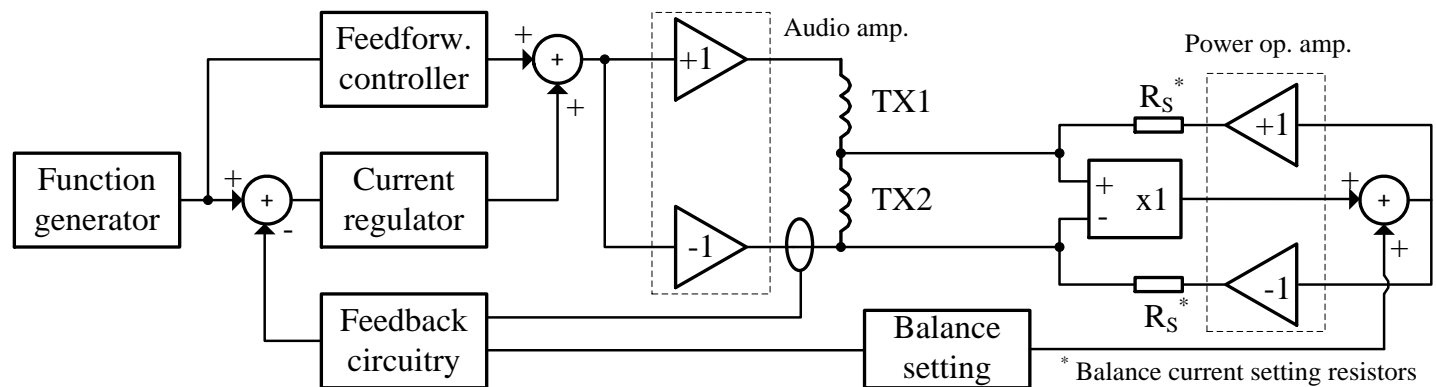 Feedforw.
controller
+
+
+
+1
Audio amp.
Power op. amp.
TX1
R_S*
+1
Function
generator
+
+
-
Current
regulator
TX2
+
-
x1
+
+
+
-1
R_S*
-1
Feedback
circuitry
Balance
setting
* Balance current setting resistors